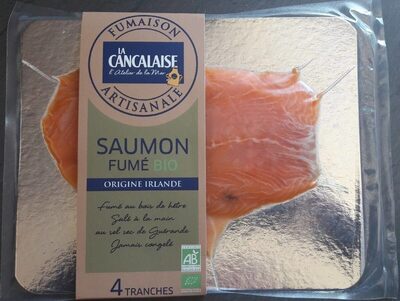 FUMAISON
LA
CANCALAISE
l'Atelier de la Mer
ARTISANALE
SAUMON
FUMÉ BIO
ORIGINE IRLANDE
Fumé au bois de hêtre
Salé à la main
au sel sec de Guérande
Jamais congelé
AB
4 TRANCHES